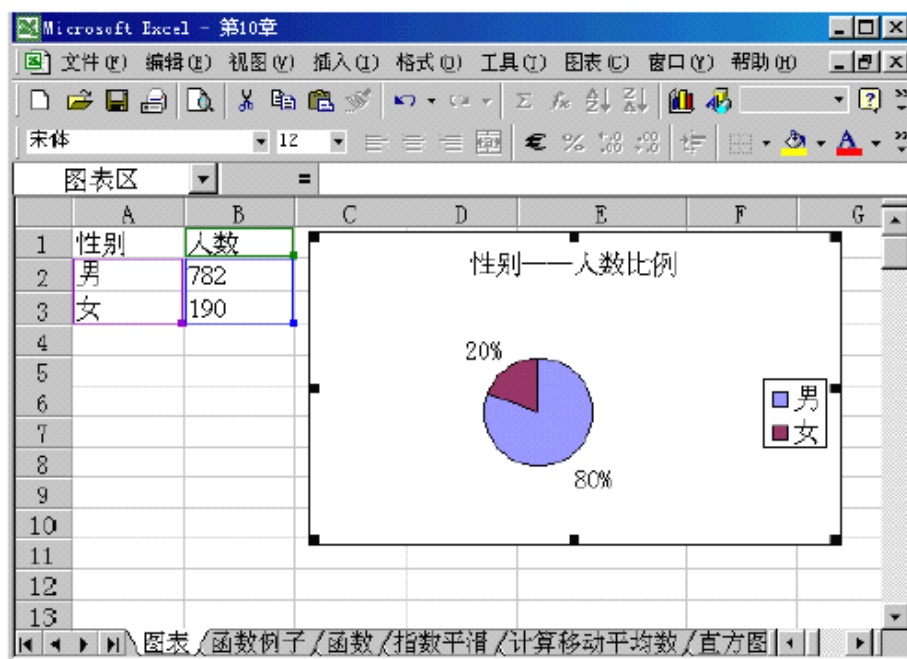 Microsoft Excel - 第10章
文件(F) 编辑(E) 视图(V) 插入(I) 格式(O) 工具(T) 图表(C) 窗口(W) 帮助(H)
宋体 12
图表区 =
A B C D E F G
1 性别 人数
2 男 782
3 女 190
4
5
6
7
8
9
10
11
12
13
性别——人数比例
20%
80%
男
女
图表 函数例子 函数 指数平滑 计算移动平均数 直方图